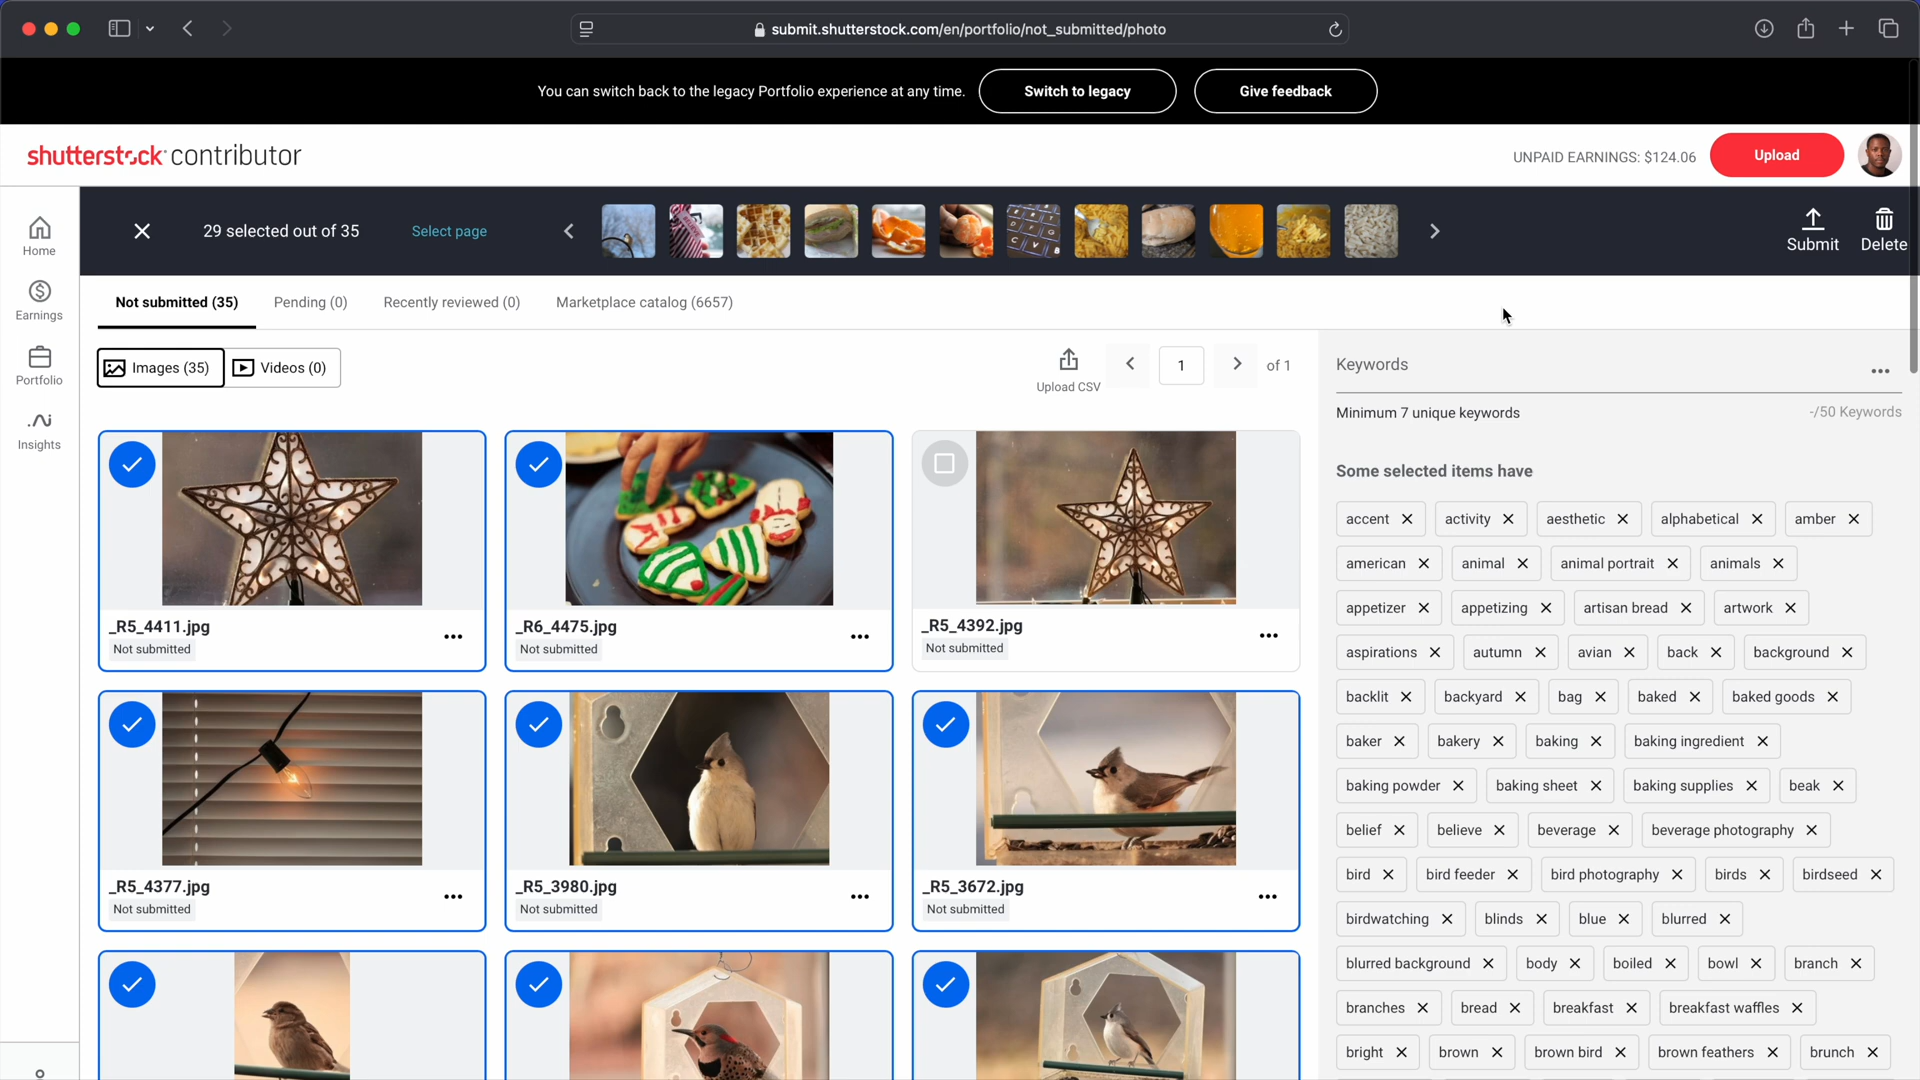 submit.shutterstock.com/en/portfolio/not_submitted/photo
You can switch back to the legacy Portfolio experience at any time.
Switch to legacy
Give feedback
shutterstock contributor
UNPAID EARNINGS: $124.06
Upload
29 selected out of 35
Select page
Submit
Delete
Home
Earnings
Portfolio
Insights
Not submitted (35)
Pending (0)
Recently reviewed (0)
Marketplace catalog (6657)
Images (35)
Videos (0)
Upload CSV
1
of 1
_R5_4411.jpg
Not submitted
_R6_4475.jpg
Not submitted
_R5_4392.jpg
Not submitted
_R5_4377.jpg
Not submitted
_R5_3980.jpg
Not submitted
_R5_3672.jpg
Not submitted
Keywords
Minimum 7 unique keywords
-/50 Keywords
Some selected items have
accent activity aesthetic alphabetical amber
american animal animal portrait animals
appetizer appetizing artisan bread artwork
aspirations autumn avian back background
backlit backyard bag baked baked goods
baker bakery baking baking ingredient
baking powder baking sheet baking supplies beak
belief believe beverage beverage photography
bird bird feeder bird photography birds birdseed
birdwatching blinds blue blurred
blurred background body boiled bowl branch
branches bread breakfast breakfast waffles
bright brown brown bird brown feathers brunch